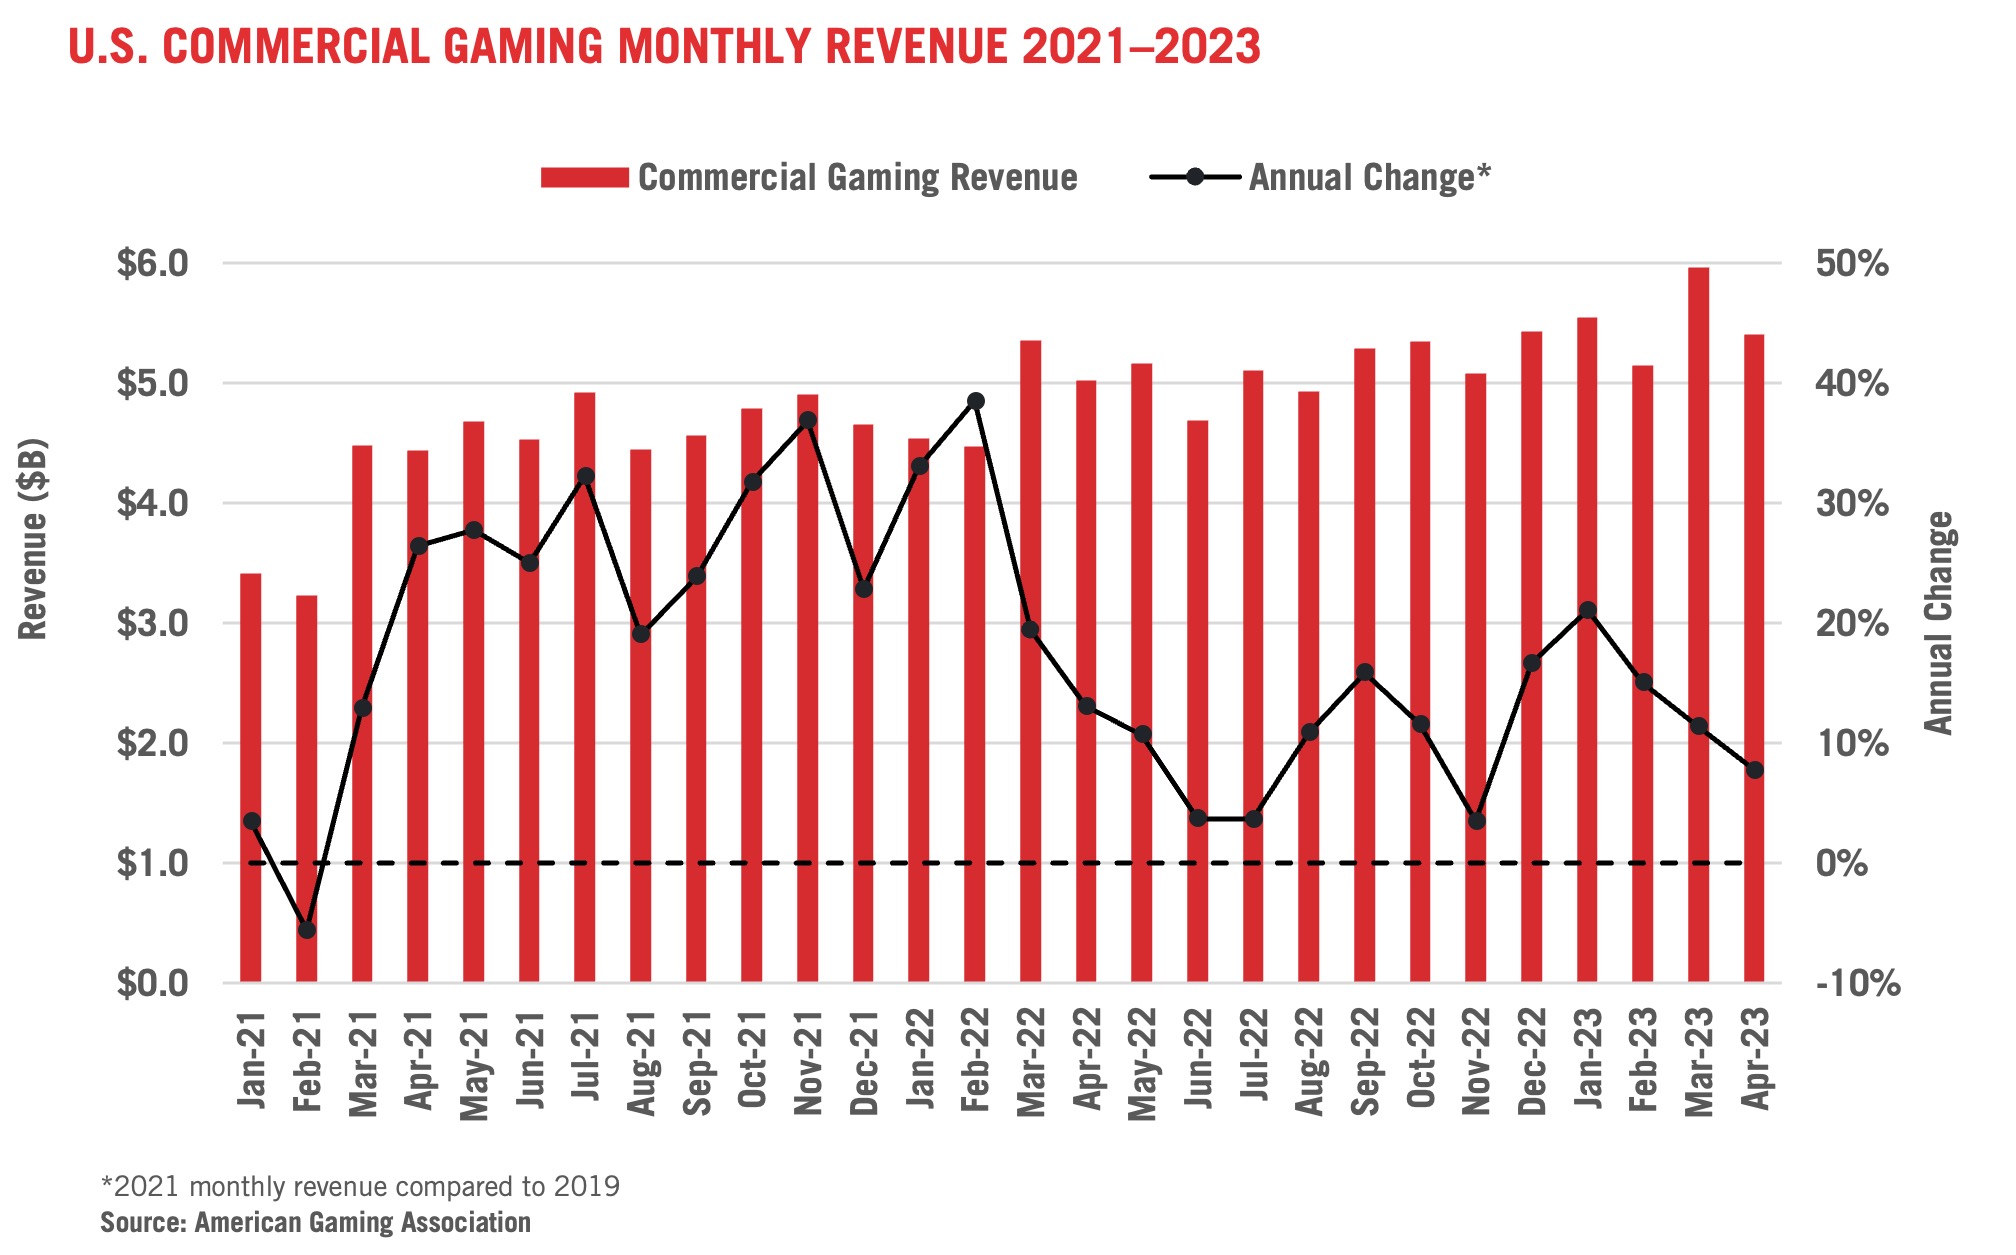 U.S. COMMERCIAL GAMING MONTHLY REVENUE 2021–2023
Commercial Gaming Revenue
Annual Change*
$6.0
$5.0
$4.0
$3.0
$2.0
$1.0
$0.0
Revenue ($B)
50%
40%
30%
20%
10%
0%
-10%
Annual Change
Jan-21
Feb-21
Mar-21
Apr-21
May-21
Jun-21
Jul-21
Aug-21
Sep-21
Oct-21
Nov-21
Dec-21
Jan-22
Feb-22
Mar-22
Apr-22
May-22
Jun-22
Jul-22
Aug-22
Sep-22
Oct-22
Nov-22
Dec-22
Jan-23
Feb-23
Mar-23
Apr-23
*2021 monthly revenue compared to 2019
Source: American Gaming Association